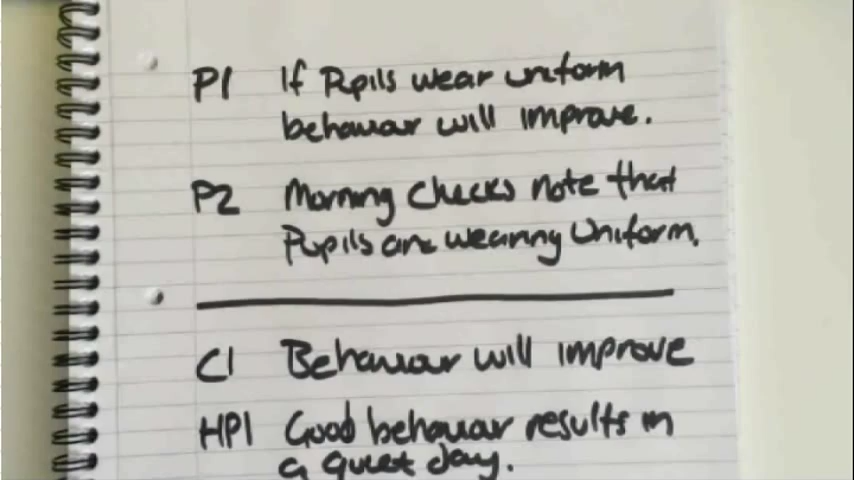 P1 If Pupils wear uniform
behaviour will improve.
P2 Morning Checks note that
Pupils are wearing Uniform.
C1 Behaviour will improve
HP1 Good behaviour results in
a quiet day.